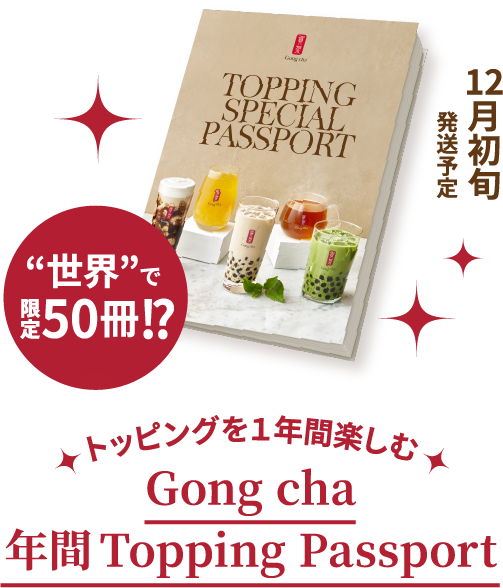 Gong cha
TOPPING
SPECIAL
PASSPORT
12月初旬
発送予定
“世界”で
限定50冊!?
トッピングを1年間楽しむ
Gong cha
年間 Topping Passport